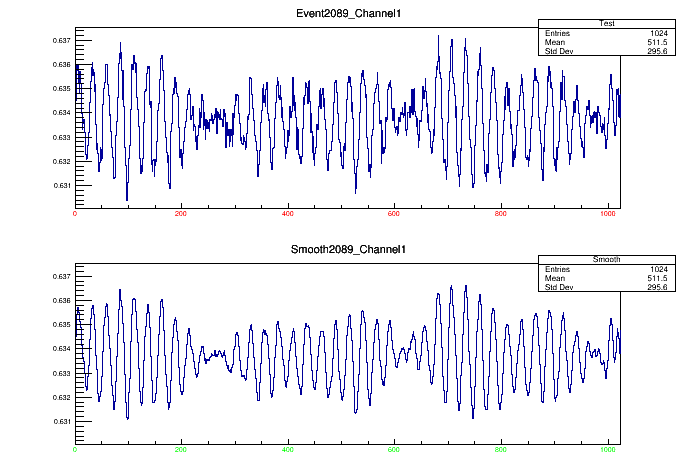 Event2089_Channel1
Test
Entries 1024
Mean 511.5
Std Dev 295.6
0.637
0.636
0.635
0.634
0.633
0.632
0.631
0 200 400 600 800 1000
Smooth2089_Channel1
Smooth
Entries 1024
Mean 511.5
Std Dev 295.6
0.637
0.636
0.635
0.634
0.633
0.632
0.631
0 200 400 600 800 1000